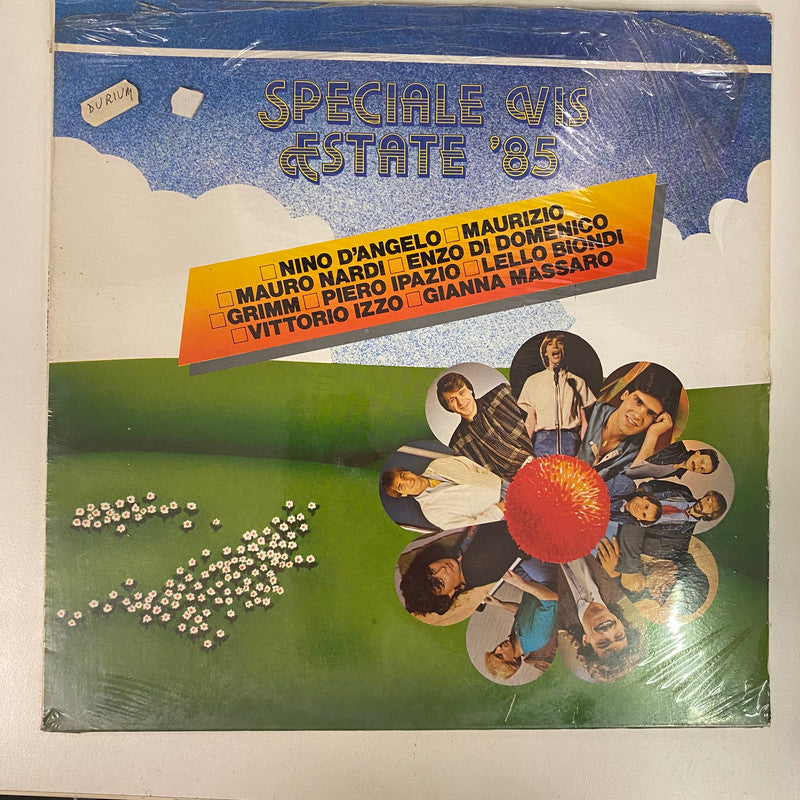 DURIUM
SPECIALE VIS
ESTATE '85
□ NINO D'ANGELO □ MAURIZIO
□ MAURO NARDI □ ENZO DI DOMENICO
□ GRIMM □ PIERO IPAZIO □ LELLO BIONDI
□ VITTORIO IZZO □ GIANNA MASSARO